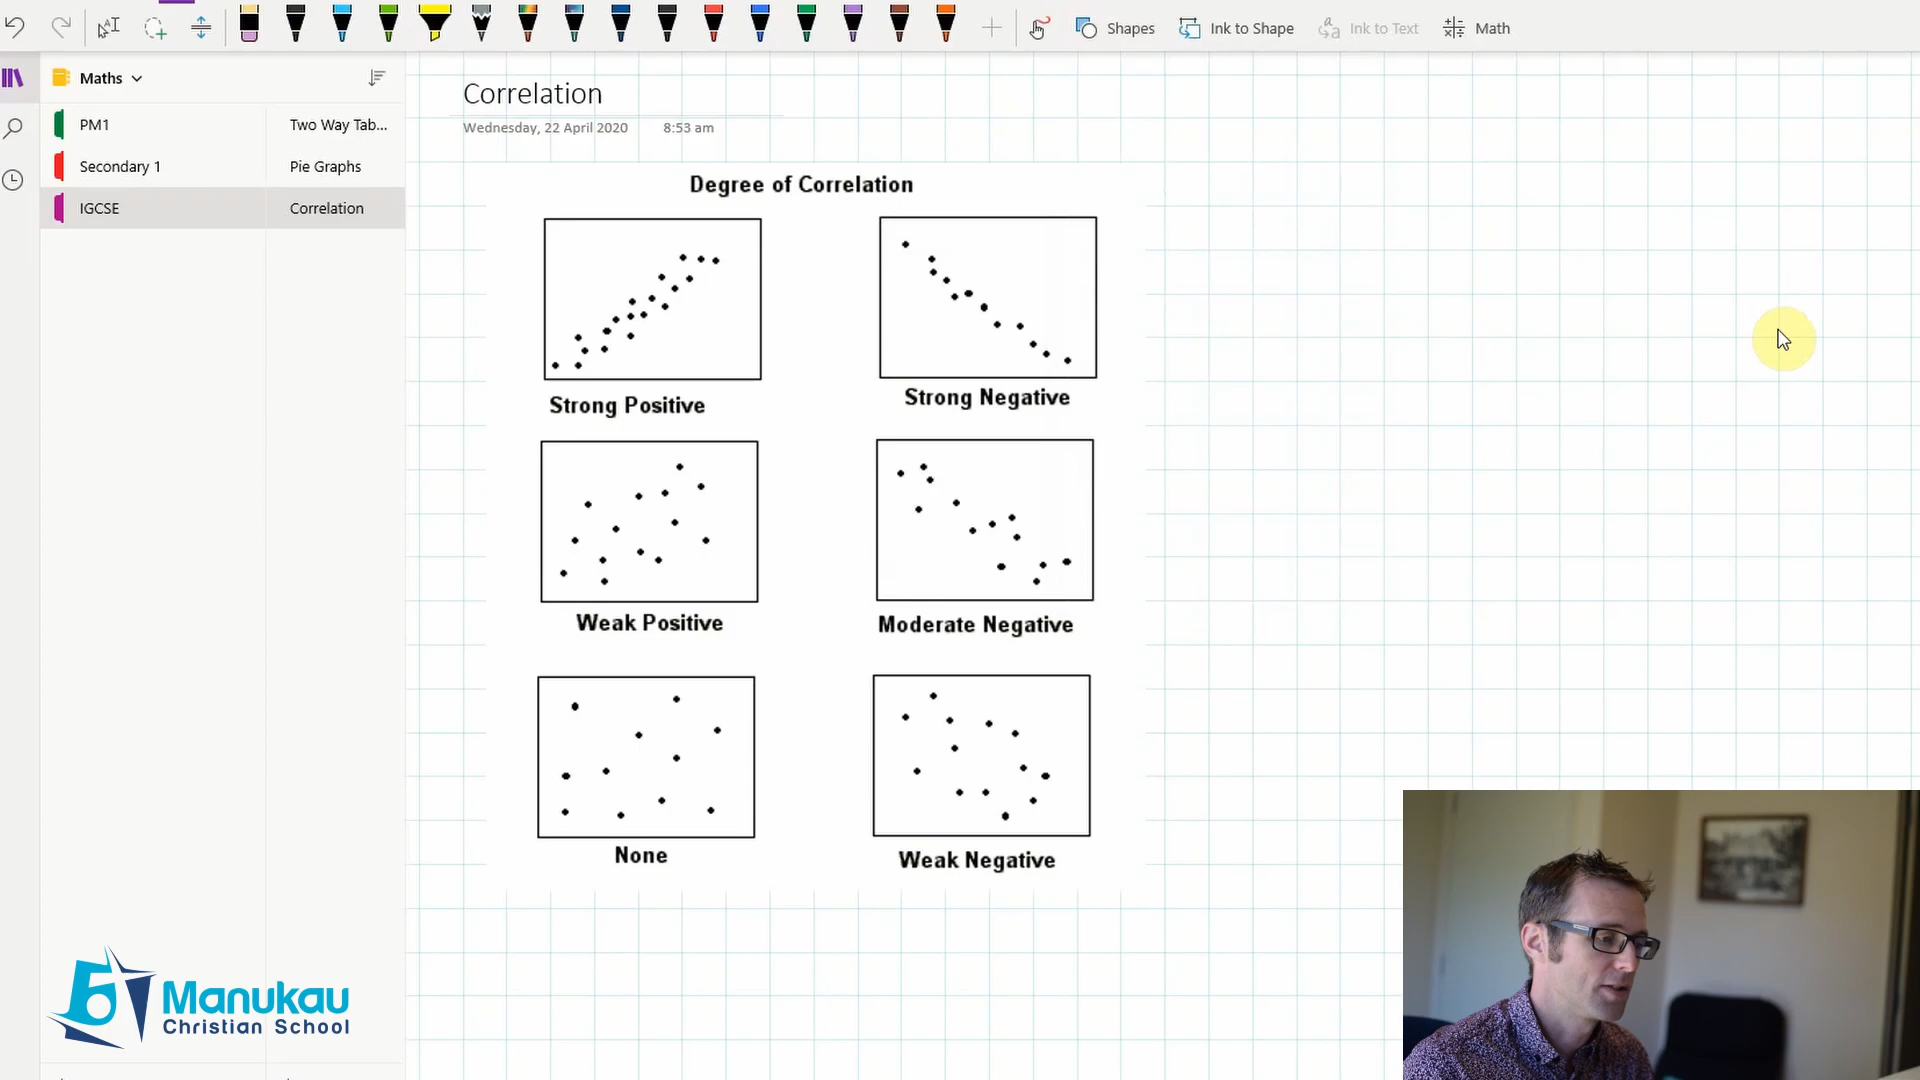 Shapes
Ink to Shape
Ink to Text
Math
Maths
PM1
Two Way Tab...
Secondary 1
Pie Graphs
IGCSE
Correlation
Correlation
Wednesday, 22 April 2020 8:53 am
Degree of Correlation
Strong Positive
Strong Negative
Weak Positive
Moderate Negative
None
Weak Negative
Manukau
Christian School